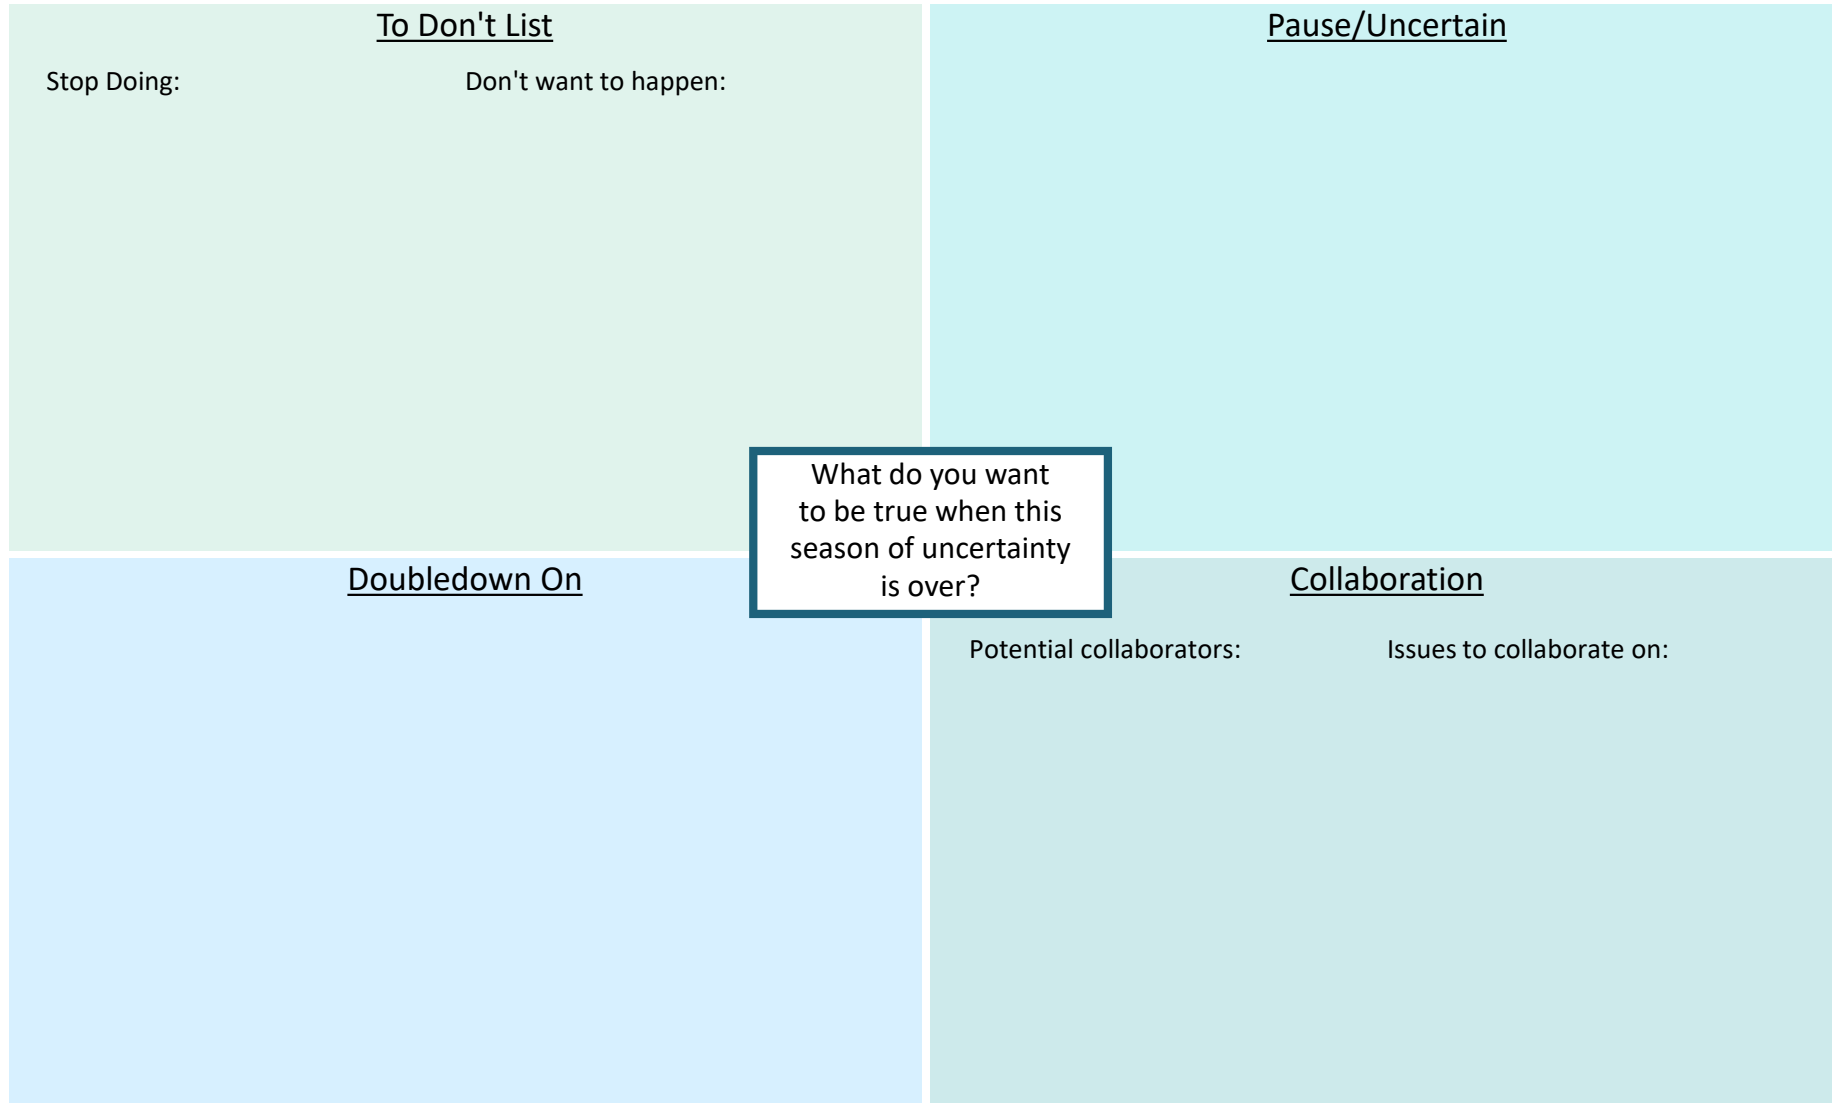 To Don't List
Stop Doing:
Don't want to happen:
Pause/Uncertain
What do you want
to be true when this
season of uncertainty
is over?
Doubledown On
Collaboration
Potential collaborators:
Issues to collaborate on: